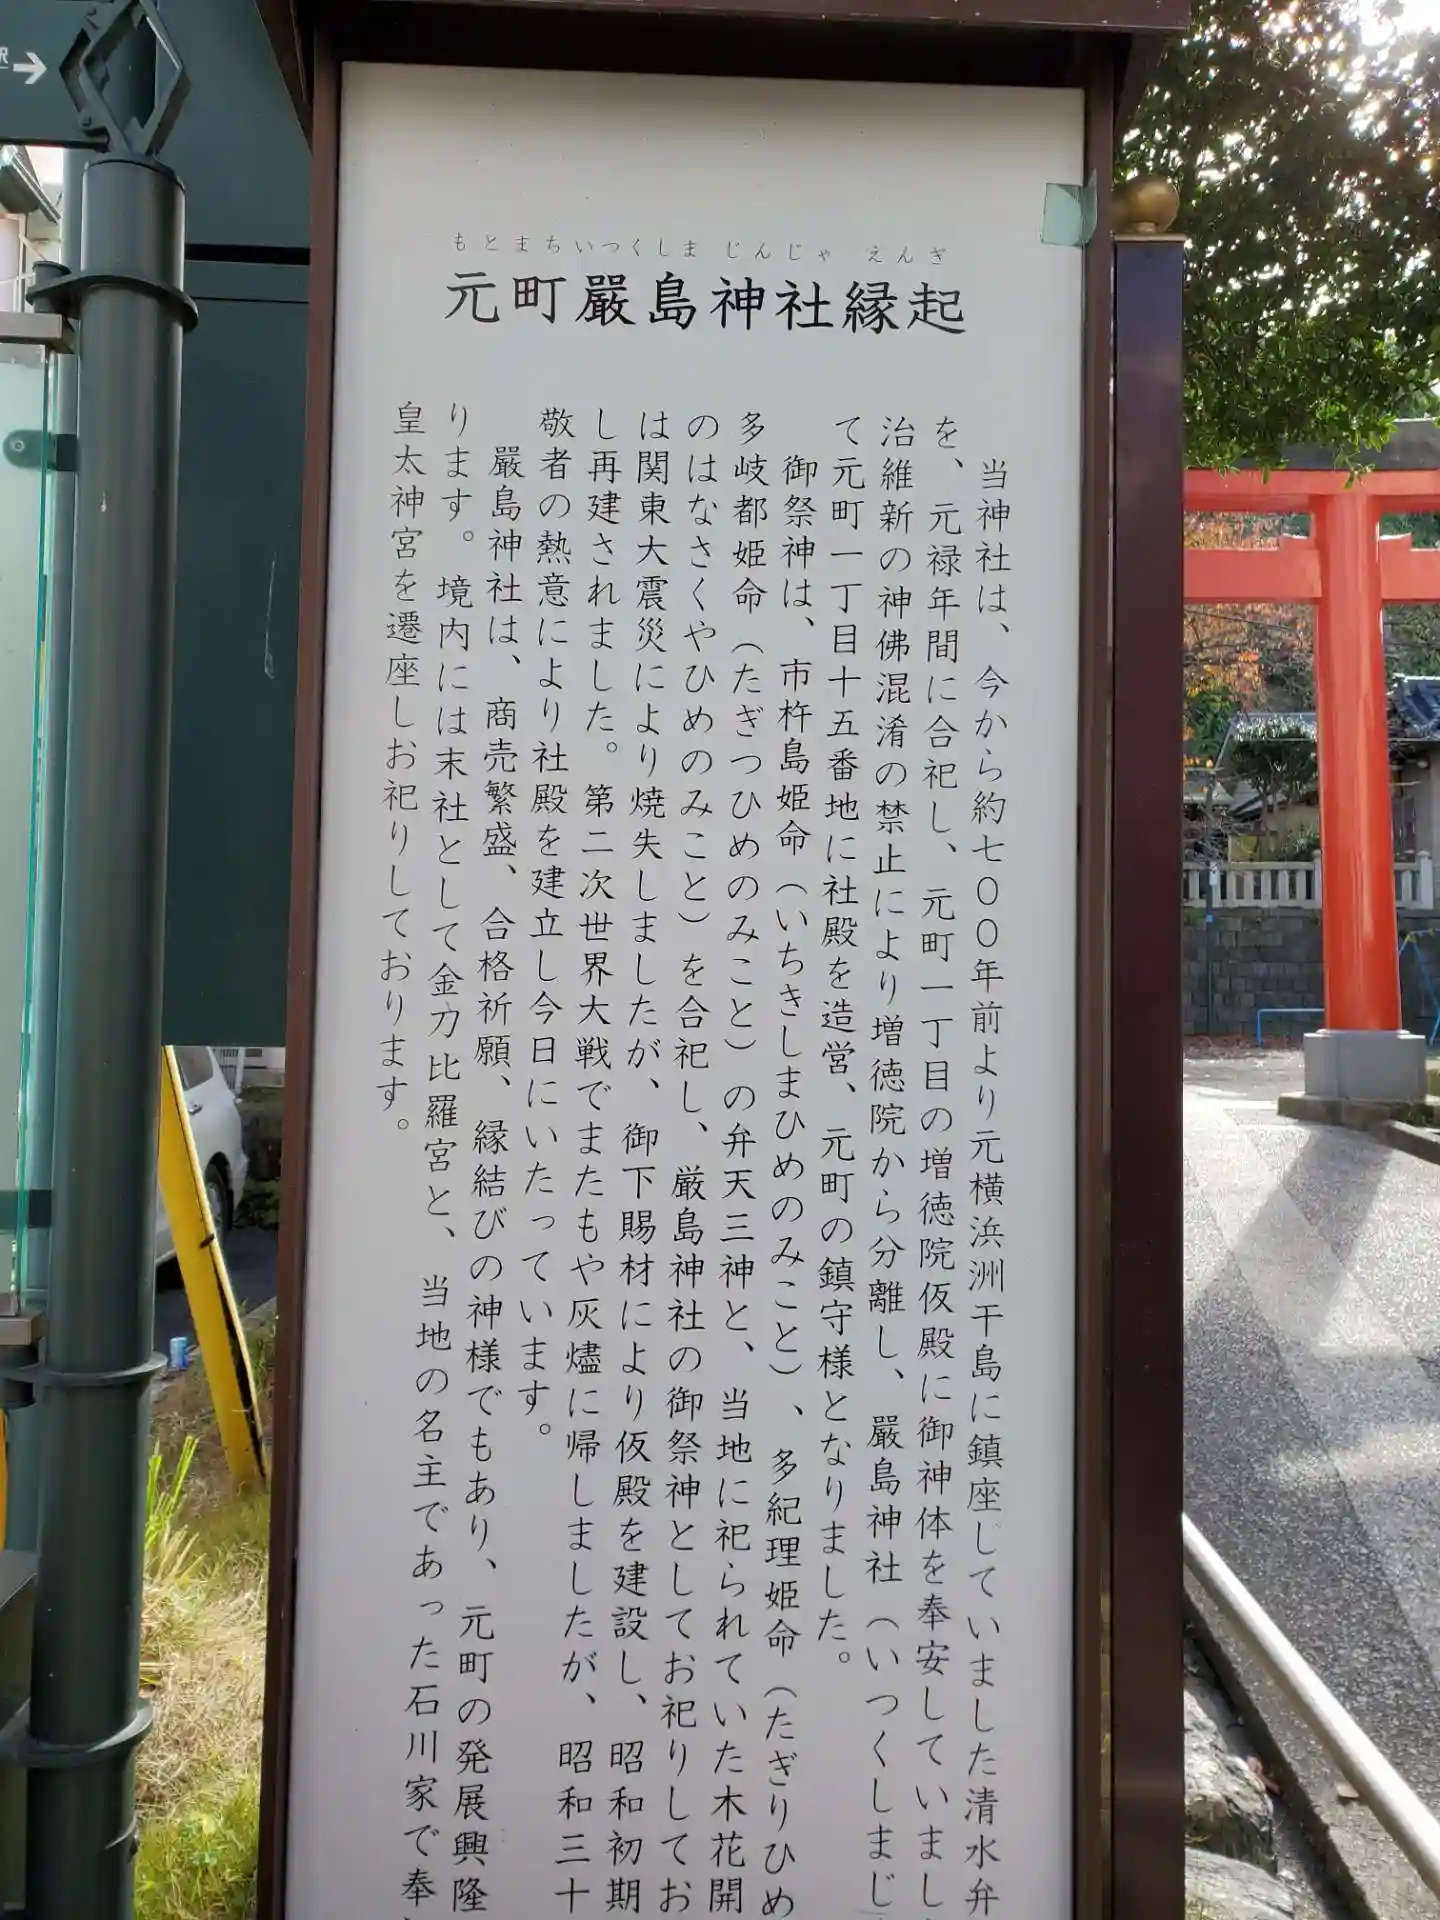 駅
もとまちいつくしま じんじゃ えんぎ
元町嚴島神社縁起
当神社は、今から約七〇〇年前より元横浜洲干島に鎮座していました清水弁
を、元禄年間に合祀し、元町一丁目の増徳院仮殿に御神体を奉安していまし
治維新の神佛混淆の禁止により増徳院から分離し、嚴島神社（いつくしまじ
て元町一丁目十五番地に社殿を造営、元町の鎮守様となりました。
御祭神は、市杵島姫命（いちきしまひめのみこと）、多紀理姫命（たぎりひめ
多岐都姫命（たぎつひめのみこと）の弁天三神と、当地に祀られていた木花開
のはなさくやひめのみこと）を合祀し、厳島神社の御祭神としてお祀りしてお
は関東大震災により焼失しましたが、御下賜材により仮殿を建設し、昭和初期
し再建されました。第二次世界大戦でまたもや灰燼に帰しましたが、昭和三十
敬者の熱意により社殿を建立し今日にいたっています。
嚴島神社は、商売繁盛、合格祈願、縁結びの神様でもあり、元町の発展興隆
ります。境内には末社として金刀比羅宮と、当地の名主であった石川家で奉
皇太神宮を遷座しお祀りしております。